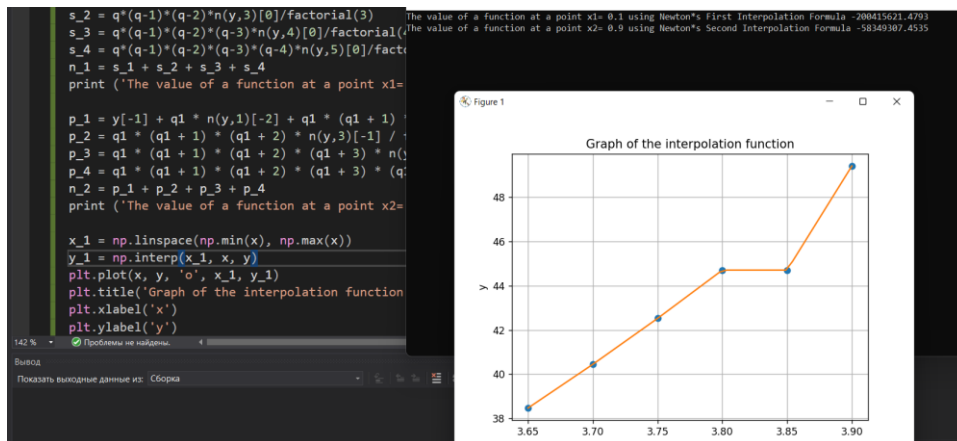 s_2 = q*(q-1)*(q-2)*n(y,3)[0]/factorial(3)
s_3 = q*(q-1)*(q-2)*(q-3)*n(y,4)[0]/factorial(
s_4 = q*(q-1)*(q-2)*(q-3)*(q-4)*n(y,5)[0]/facto
n_1 = s_1 + s_2 + s_3 + s_4
print ('The value of a function at a point x1=
p_1 = y[-1] + q1 * n(y,1)[-2] + q1 * (q1 + 1)
p_2 = q1 * (q1 + 1) * (q1 + 2) * n(y,3)[-1] /
p_3 = q1 * (q1 + 1) * (q1 + 2) * (q1 + 3) * n(y
p_4 = q1 * (q1 + 1) * (q1 + 2) * (q1 + 3) * (q
n_2 = p_1 + p_2 + p_3 + p_4
print ('The value of a function at a point x2=
x_1 = np.linspace(np.min(x), np.max(x))
y_1 = np.interp(x_1, x, y)
plt.plot(x, y, 'o', x_1, y_1)
plt.title('Graph of the interpolation function
plt.xlabel('x')
plt.ylabel('y')
142 %
Проблемы не найдены.
Вывод
Показать выходные данные из: Сборка
The value of a function at a point x1= 0.1 using Newton*s First Interpolation Formula -200415621.4793
The value of a function at a point x2= 0.9 using Newton*s Second Interpolation Formula -58349307.4535
Figure 1
Graph of the interpolation function
48
46
44
42
40
38
y
3.65 3.70 3.75 3.80 3.85 3.90